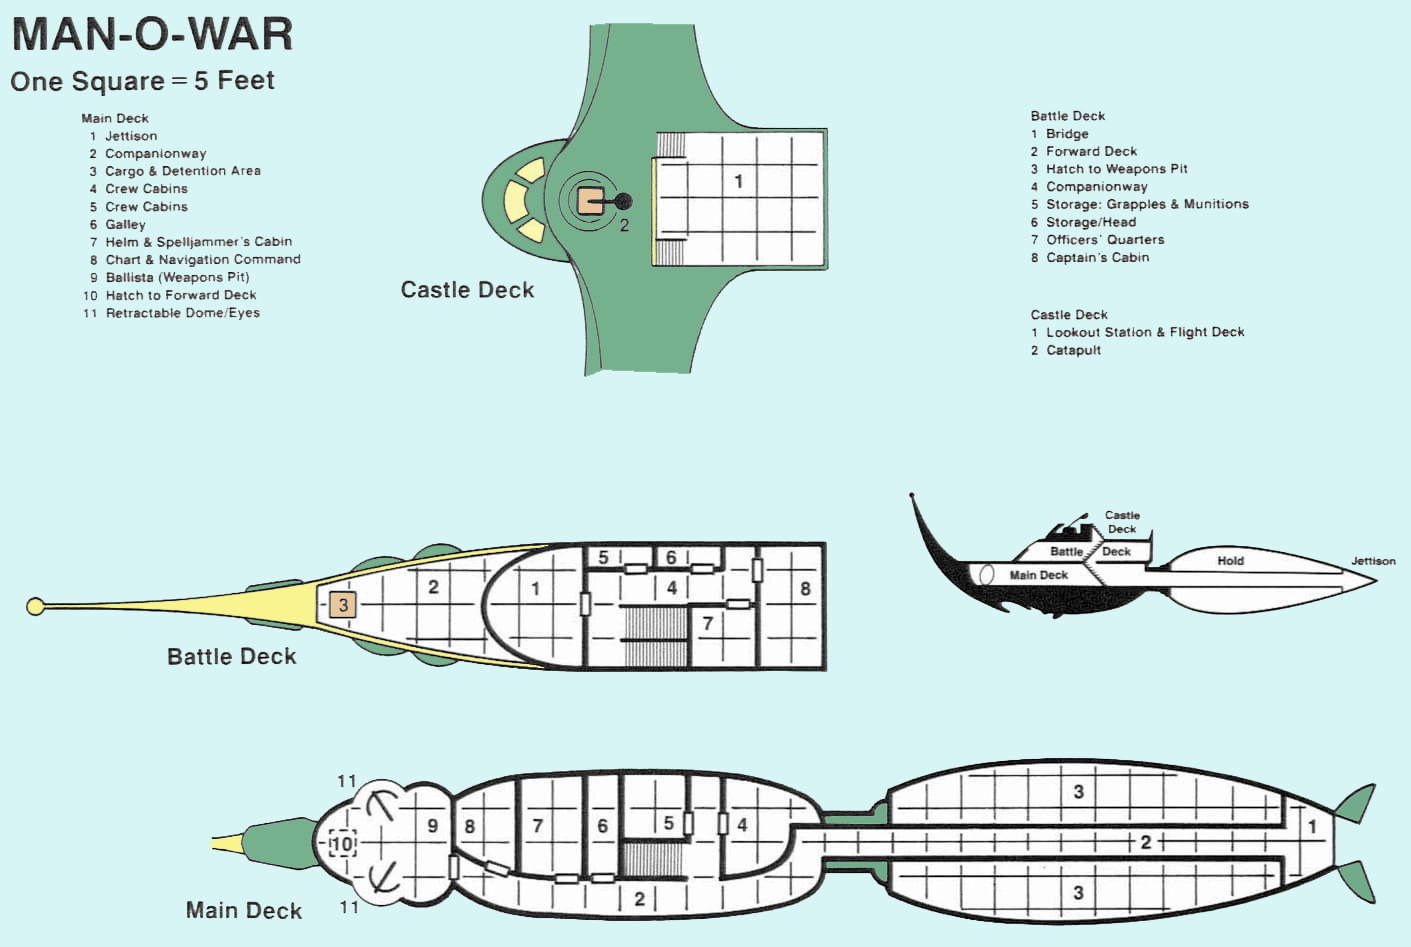 MAN-O-WAR
One Square = 5 Feet
Main Deck
1 Jettison
2 Companionway
3 Cargo & Detention Area
4 Crew Cabins
5 Crew Cabins
6 Galley
7 Helm & Spelljammer's Cabin
8 Chart & Navigation Command
9 Ballista (Weapons Pit)
10 Hatch to Forward Deck
11 Retractable Dome/Eyes
1
2
Castle Deck
Battle Deck
1 Bridge
2 Forward Deck
3 Hatch to Weapons Pit
4 Companionway
5 Storage: Grapples & Munitions
6 Storage/Head
7 Officers' Quarters
8 Captain's Cabin
Castle Deck
1 Lookout Station & Flight Deck
2 Catapult
Castle
Deck
Battle Deck
Main Deck
Hold
Jettison
5 6
3 2 1 4 8
7
Battle Deck
11
3
10 9 8 7 6 5 4 2 1
2
3
11
Main Deck